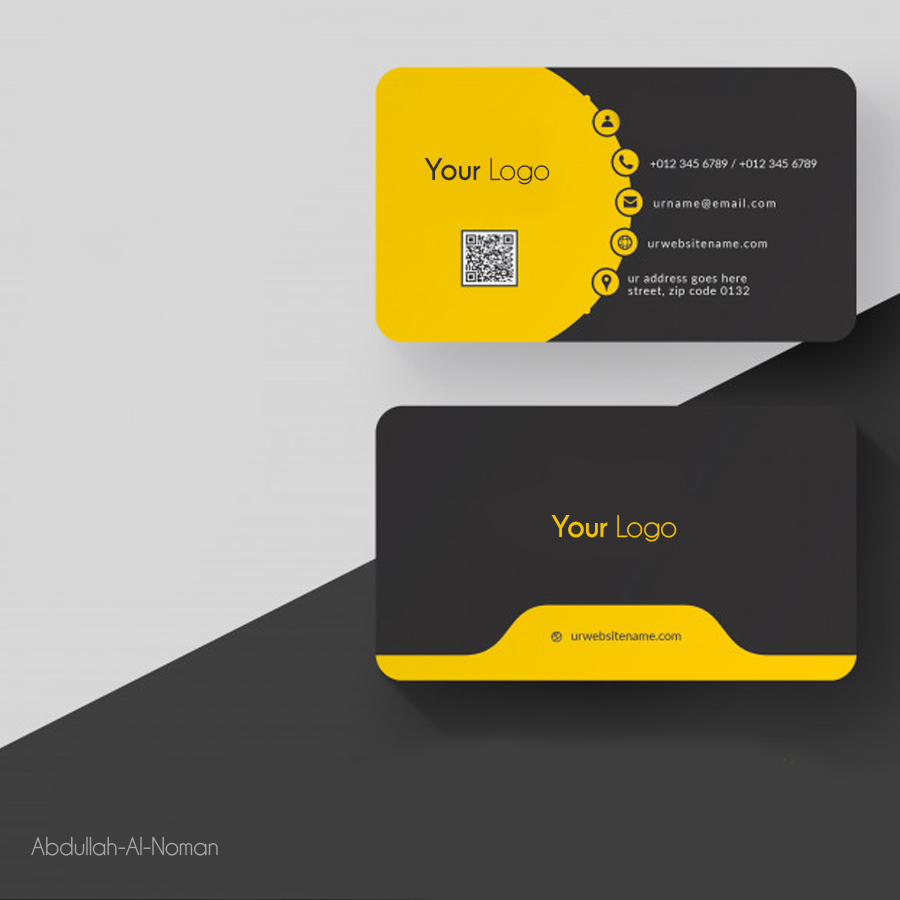 Your Logo
+012 345 6789 / +012 345 6789
urname@email.com
urwebsitename.com
ur address goes here
street, zip code 0132
Your Logo
urwebsitename.com
Abdullah-Al-Noman